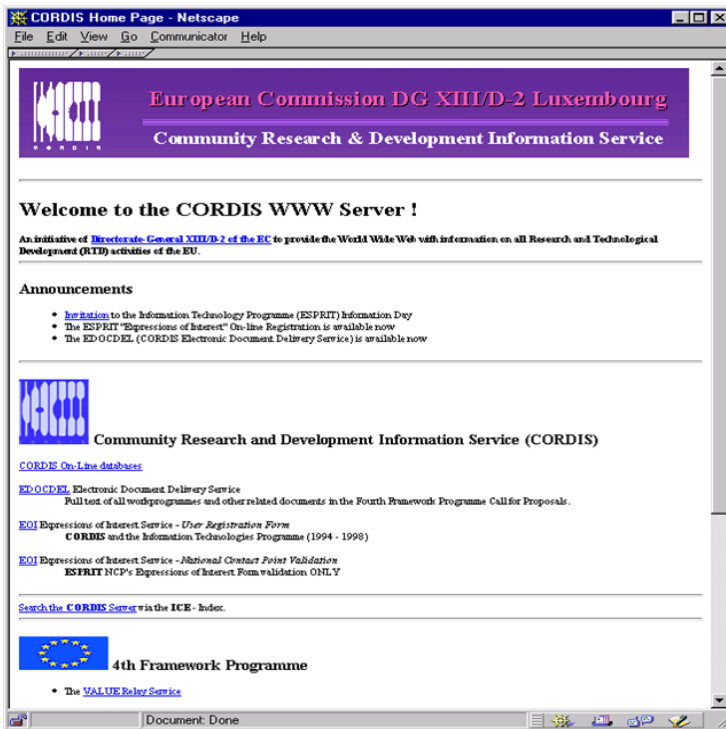 CORDIS Home Page - Netscape
File Edit View Go Communicator Help
European Commission DG XIII/D-2 Luxembourg
Community Research & Development Information Service
CORDIS
Welcome to the CORDIS WWW Server !
An initiative of Directorate-General XIII/D-2 of the EC to provide the World Wide Web with information on all Research and Technological
Development (RTD) activities of the EU.
Announcements
Invitation to the Information Technology Programme (ESPRIT) Information Day
The ESPRIT "Expressions of Interest" On-line Registration is available now
The EDOCDEL (CORDIS Electronic Document Delivery Service) is available now
Community Research and Development Information Service (CORDIS)
CORDIS On-Line databases
EDOCDEL Electronic Document Delivery Service
Full text of all workprogrammes and other related documents in the Fourth Framework Programme Call for Proposals.
EOI Expressions of Interest Service - User Registration Form
CORDIS and the Information Technologies Programme (1994 - 1998)
EOI Expressions of Interest Service - National Contact Point Validation
ESPRIT NCP's Expressions of Interest Form validation ONLY
Search the CORDIS Server via the ICE - Index.
4th Framework Programme
The VALUE Relay Service
Document: Done